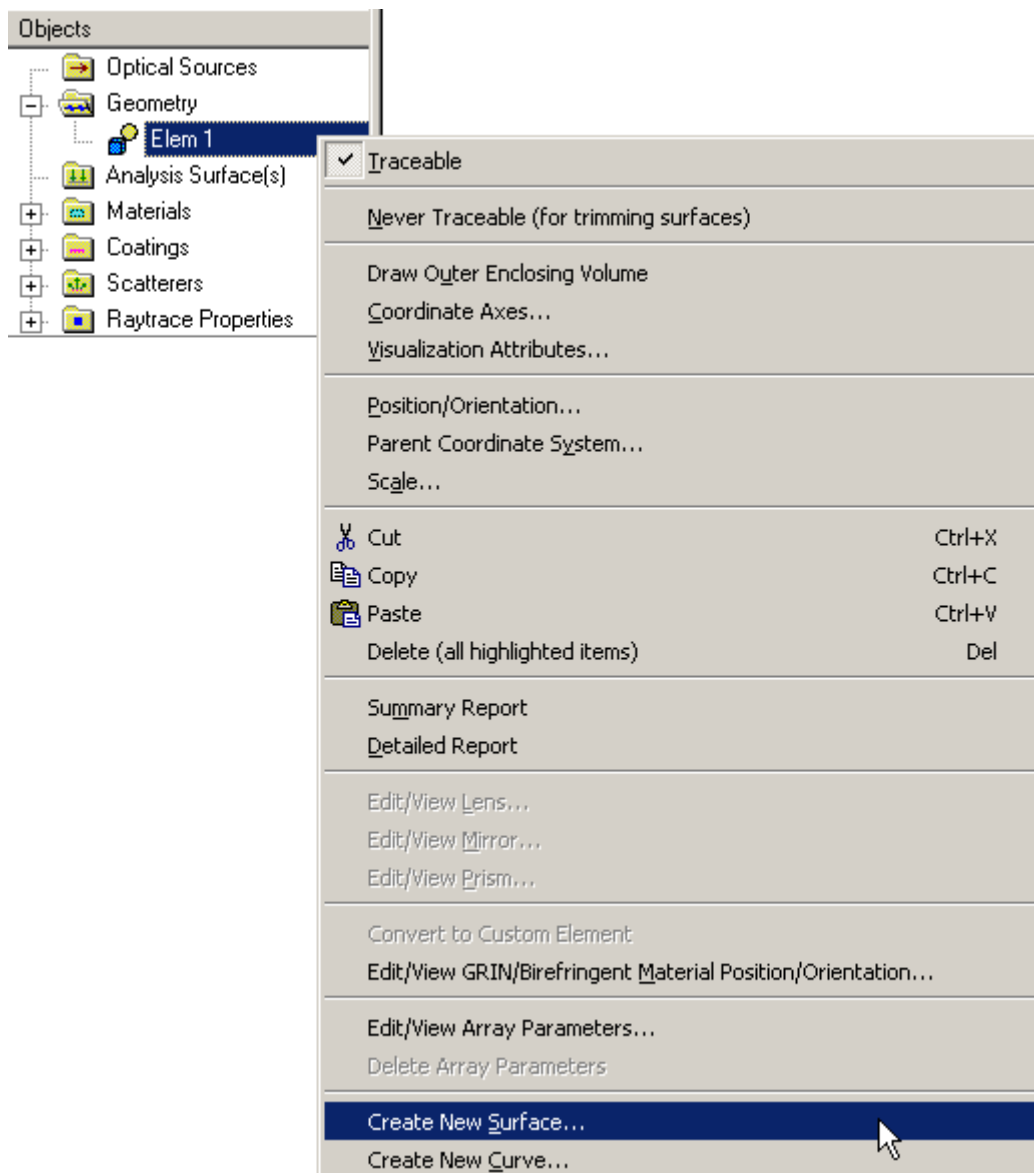 Objects
Optical Sources
Geometry
Elem 1
Analysis Surface(s)
Materials
Coatings
Scatterers
Raytrace Properties
Traceable
Never Traceable (for trimming surfaces)
Draw Outer Enclosing Volume
Coordinate Axes...
Visualization Attributes...
Position/Orientation...
Parent Coordinate System...
Scale...
Cut Ctrl+X
Copy Ctrl+C
Paste Ctrl+V
Delete (all highlighted items) Del
Summary Report
Detailed Report
Edit/View Lens...
Edit/View Mirror...
Edit/View Prism...
Convert to Custom Element
Edit/View GRIN/Birefringent Material Position/Orientation...
Edit/View Array Parameters...
Delete Array Parameters
Create New Surface...
Create New Curve...